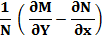 1/N ( ∂M/∂Y − ∂N/∂x )